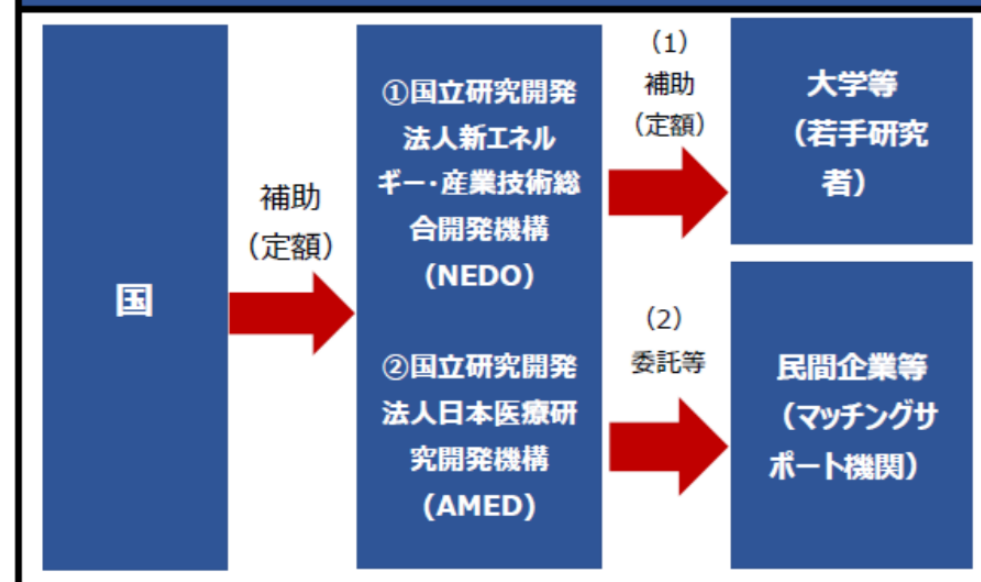 国
補助
（定額）
①国立研究開発
法人新エネル
ギー・産業技術総
合開発機構
（NEDO）
②国立研究開発
法人日本医療研
究開発機構
（AMED）
（1）
補助
（定額）
大学等
（若手研究
者）
（2）
委託等
民間企業等
（マッチングサ
ポート機関）